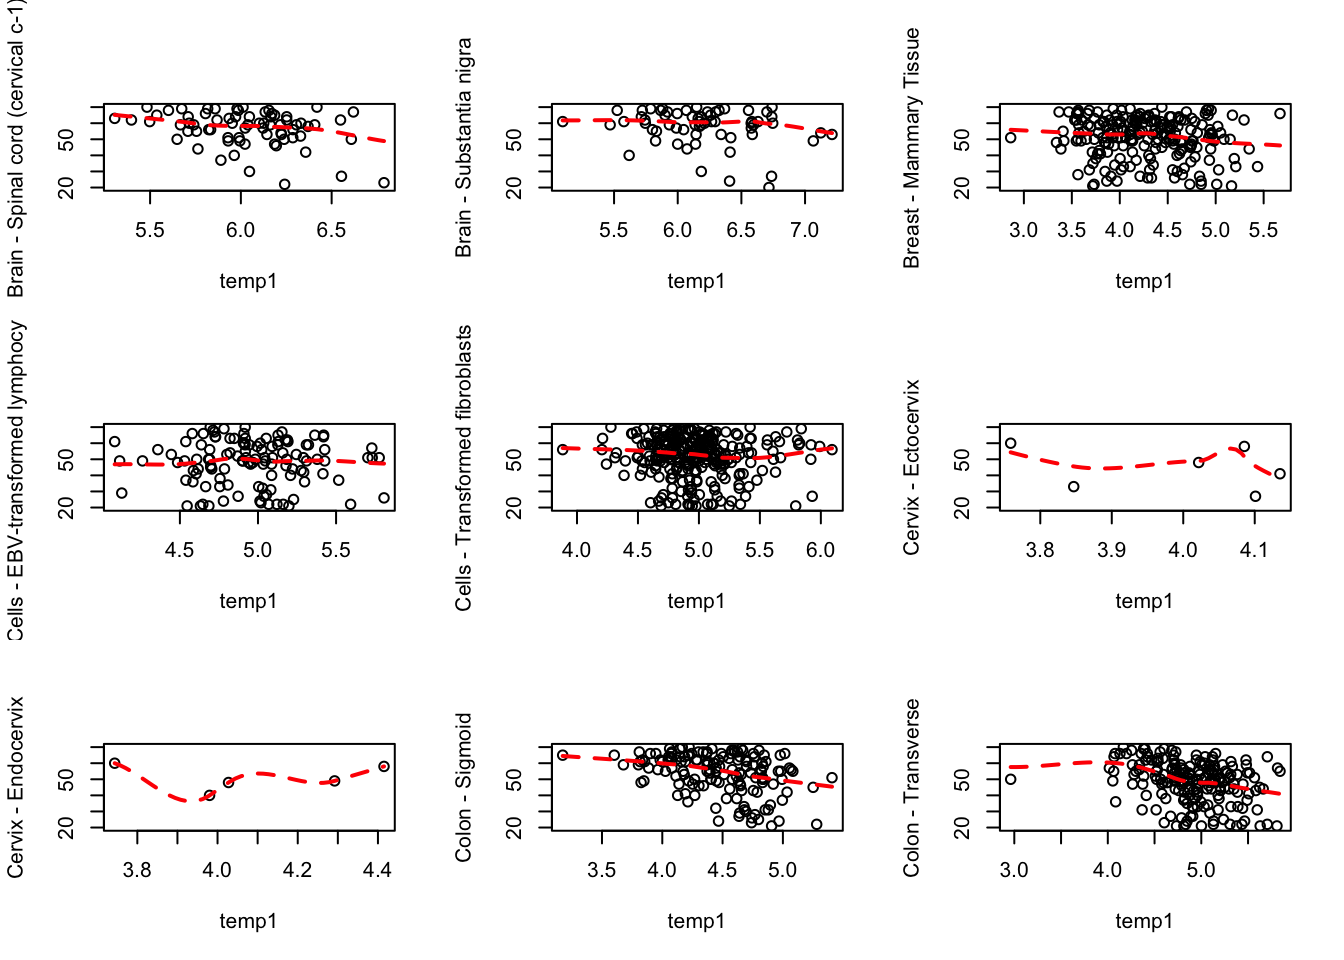 Brain - Spinal cord (cervical c-1)
20 50
5.5 6.0 6.5
temp1
Brain - Substantia nigra
20 50
5.5 6.0 6.5 7.0
temp1
Breast - Mammary Tissue
20 50
3.0 3.5 4.0 4.5 5.0 5.5
temp1
Cells - EBV-transformed lymphocy
20 50
4.5 5.0 5.5
temp1
Cells - Transformed fibroblasts
20 50
4.0 4.5 5.0 5.5 6.0
temp1
Cervix - Ectocervix
20 50
3.8 3.9 4.0 4.1
temp1
Cervix - Endocervix
20 50
3.8 4.0 4.2 4.4
temp1
Colon - Sigmoid
20 50
3.5 4.0 4.5 5.0
temp1
Colon - Transverse
20 50
3.0 4.0 5.0
temp1